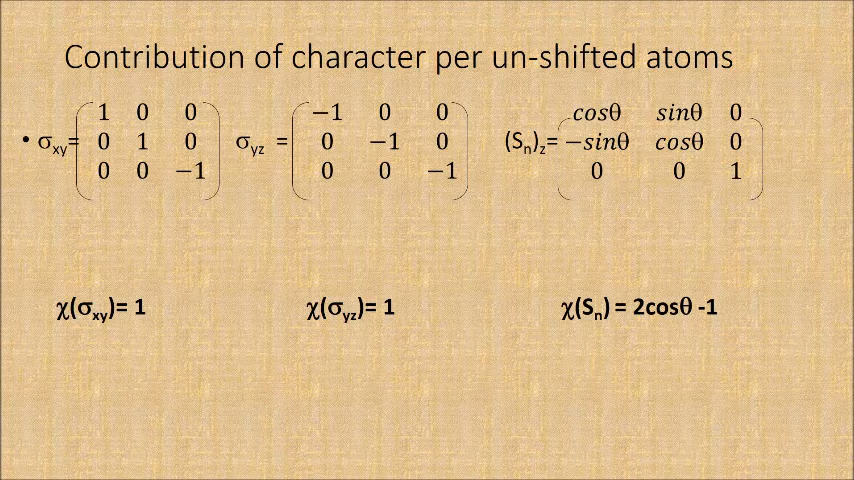 Contribution of character per un-shifted atoms
1 0 0 −1 0 0 cosθ sinθ 0
• σxy= 0 1 0 σyz = 0 −1 0 (Sn)z= −sinθ cosθ 0
0 0 −1 0 0 −1 0 0 1
χ(σxy)= 1 χ(σyz)= 1 χ(Sn) = 2cosθ -1